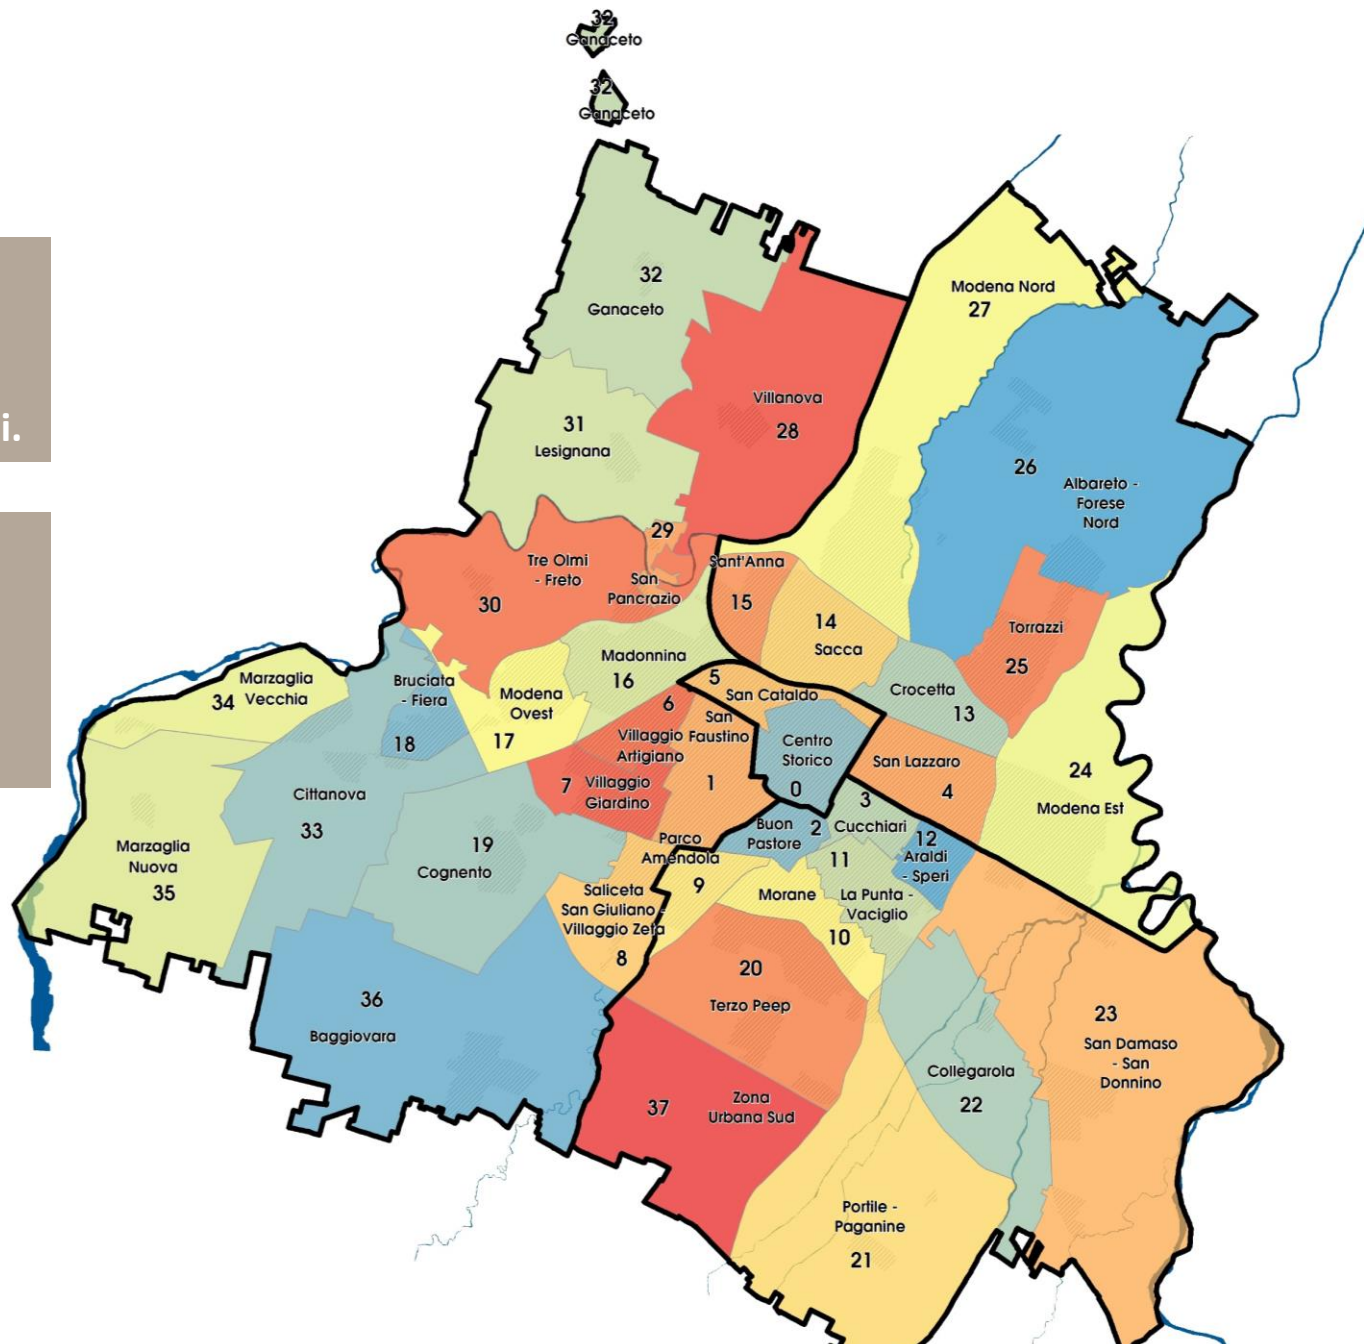 32
Ganaceto
32
Ganaceto
32
Ganaceto
Modena Nord
27
i.
31
Lesignana
Villanova
28
26
Albareto -
Forese
Nord
29
San
Pancrazio
Tre Olmi
- Freto
30
Sant'Anna
15
14
Sacca
Torrazzi
25
Madonnina
16
Marzaglia
Vecchia
34
Bruciata
- Fiera
18
Modena
Ovest
17
5
San Cataldo
Crocetta
13
6
Villaggio
Artigiano
San
Faustino
1
Centro
Storico
0
San Lazzaro
4
24
Modena Est
7
Villaggio
Giardino
Cittanova
33
3
Cucchiari
Buon
Pastore
2
12
Araldi
- Speri
Marzaglia
Nuova
35
19
Cognento
Parco
Amendola
9
11
La Punta -
Vaciglio
Saliceta
San Giuliano -
Villaggio Zeta
8
Morane
10
20
Terzo Peep
36
Baggiovara
23
San Damaso
- San
Donnino
Collegarola
22
37
Zona
Urbana Sud
Portile -
Paganine
21